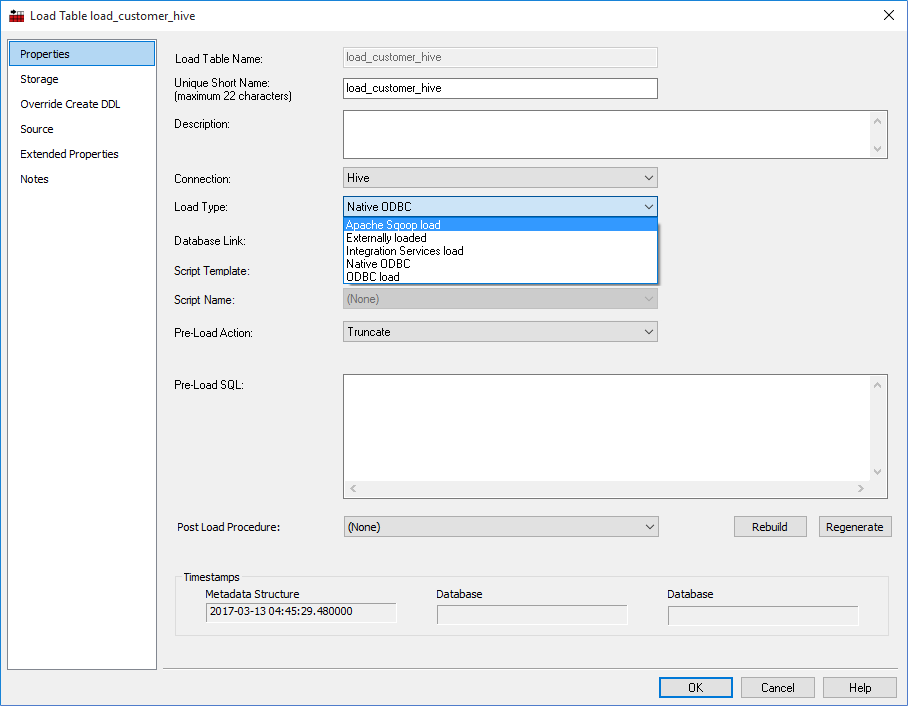 Load Table load_customer_hive
Properties
Storage
Override Create DDL
Source
Extended Properties
Notes
Load Table Name:
load_customer_hive
Unique Short Name:
(maximum 22 characters)
load_customer_hive
Description:
Connection:
Hive
Load Type:
Native ODBC
Apache Sqoop load
Externally loaded
Integration Services load
Native ODBC
ODBC load
Database Link:
Script Template:
Script Name:
(None)
Pre-Load Action:
Truncate
Pre-Load SQL:
Post Load Procedure:
(None)
Rebuild
Regenerate
Timestamps
Metadata Structure
Database
Database
2017-03-13 04:45:29.480000
OK
Cancel
Help